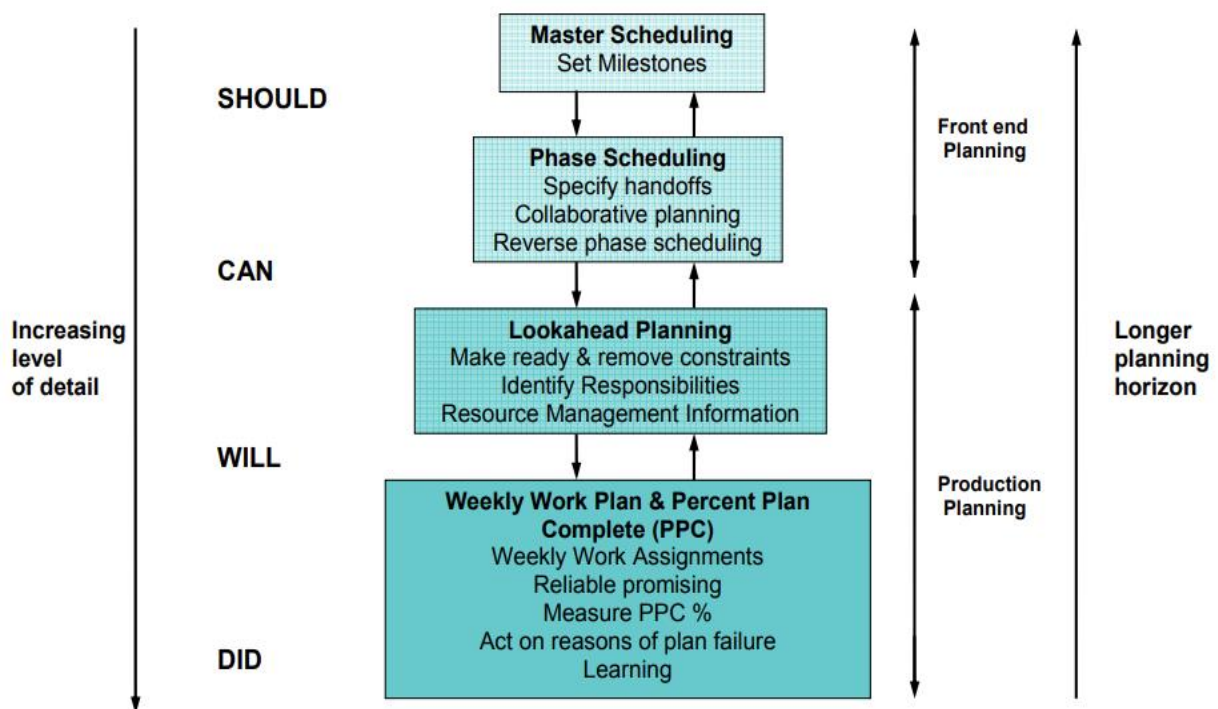 Master Scheduling
Set Milestones
SHOULD
Front end
Planning
Phase Scheduling
Specify handoffs
Collaborative planning
Reverse phase scheduling
CAN
Increasing
level
of detail
Lookahead Planning
Make ready & remove constraints
Identify Responsibilities
Resource Management Information
Longer
planning
horizon
WILL
Production
Planning
Weekly Work Plan & Percent Plan
Complete (PPC)
Weekly Work Assignments
Reliable promising
Measure PPC %
Act on reasons of plan failure
Learning
DID